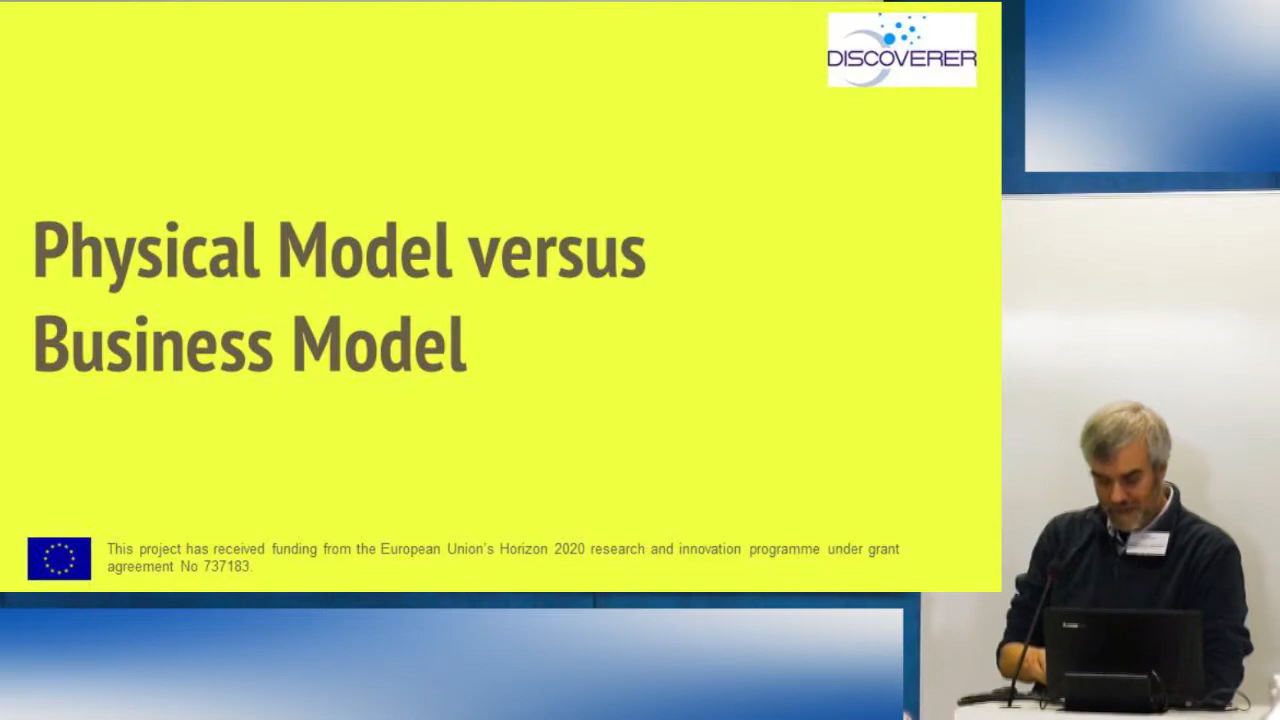 DISCOVERER
Physical Model versus
Business Model
This project has received funding from the European Union's Horizon 2020 research and innovation programme under grant
agreement No 737183.